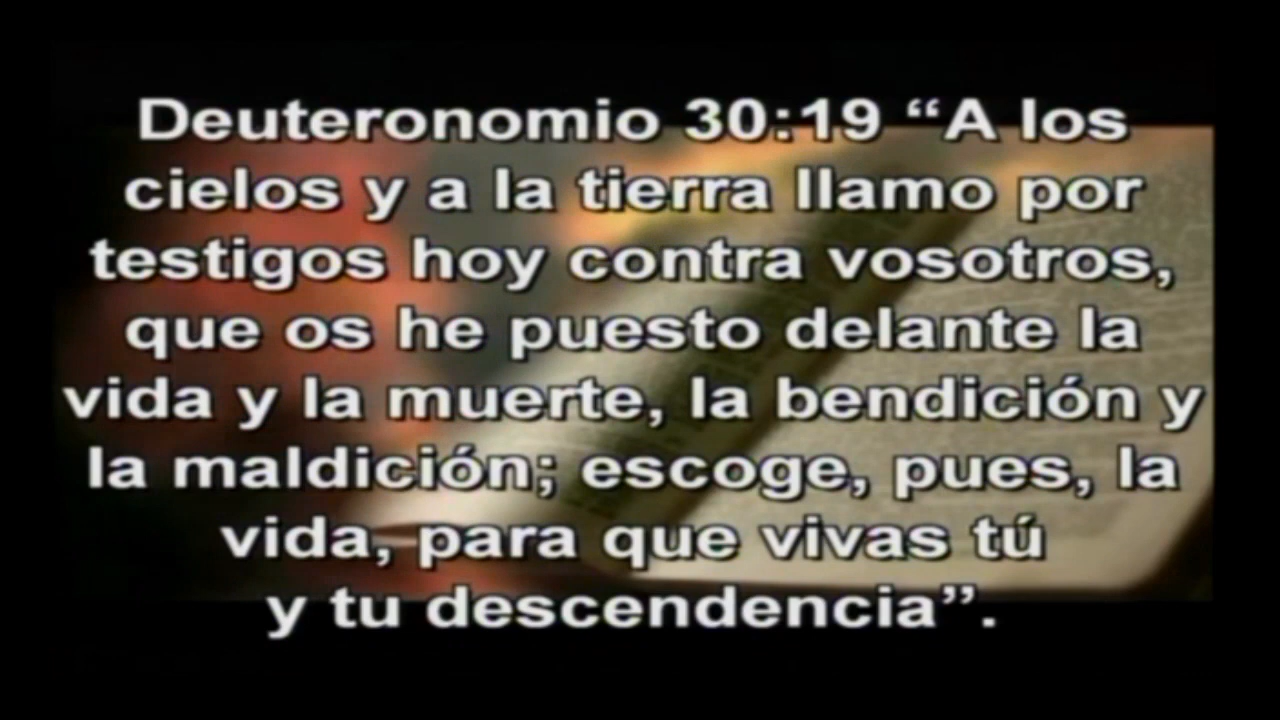 Deuteronomio 30:19 “A los
cielos y a la tierra llamo por
testigos hoy contra vosotros,
que os he puesto delante la
vida y la muerte, la bendición y
la maldición; escoge, pues, la
vida, para que vivas tú
y tu descendencia”.